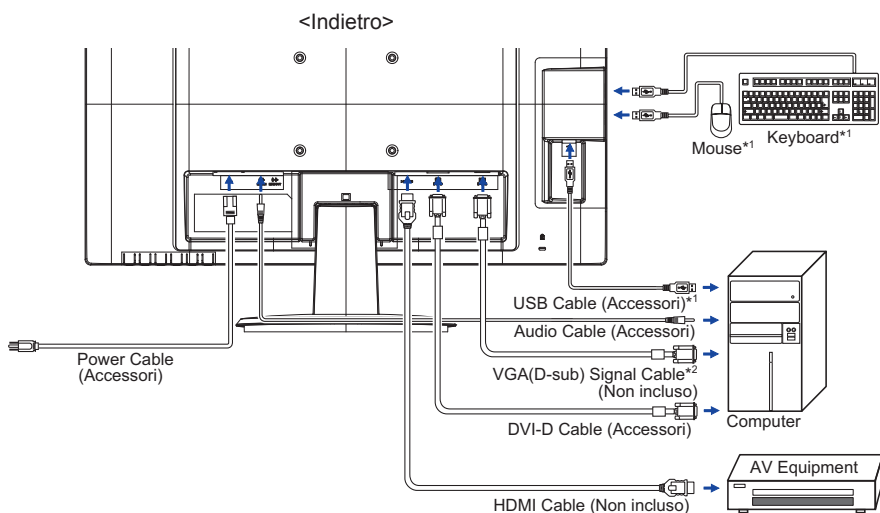 <Indietro>
Mouse*1
Keyboard*1
USB Cable (Accessori)*1
Audio Cable (Accessori)
Power Cable
(Accessori)
VGA(D-sub) Signal Cable*2
(Non incluso)
DVI-D Cable (Accessori)
Computer
AV Equipment
HDMI Cable (Non incluso)